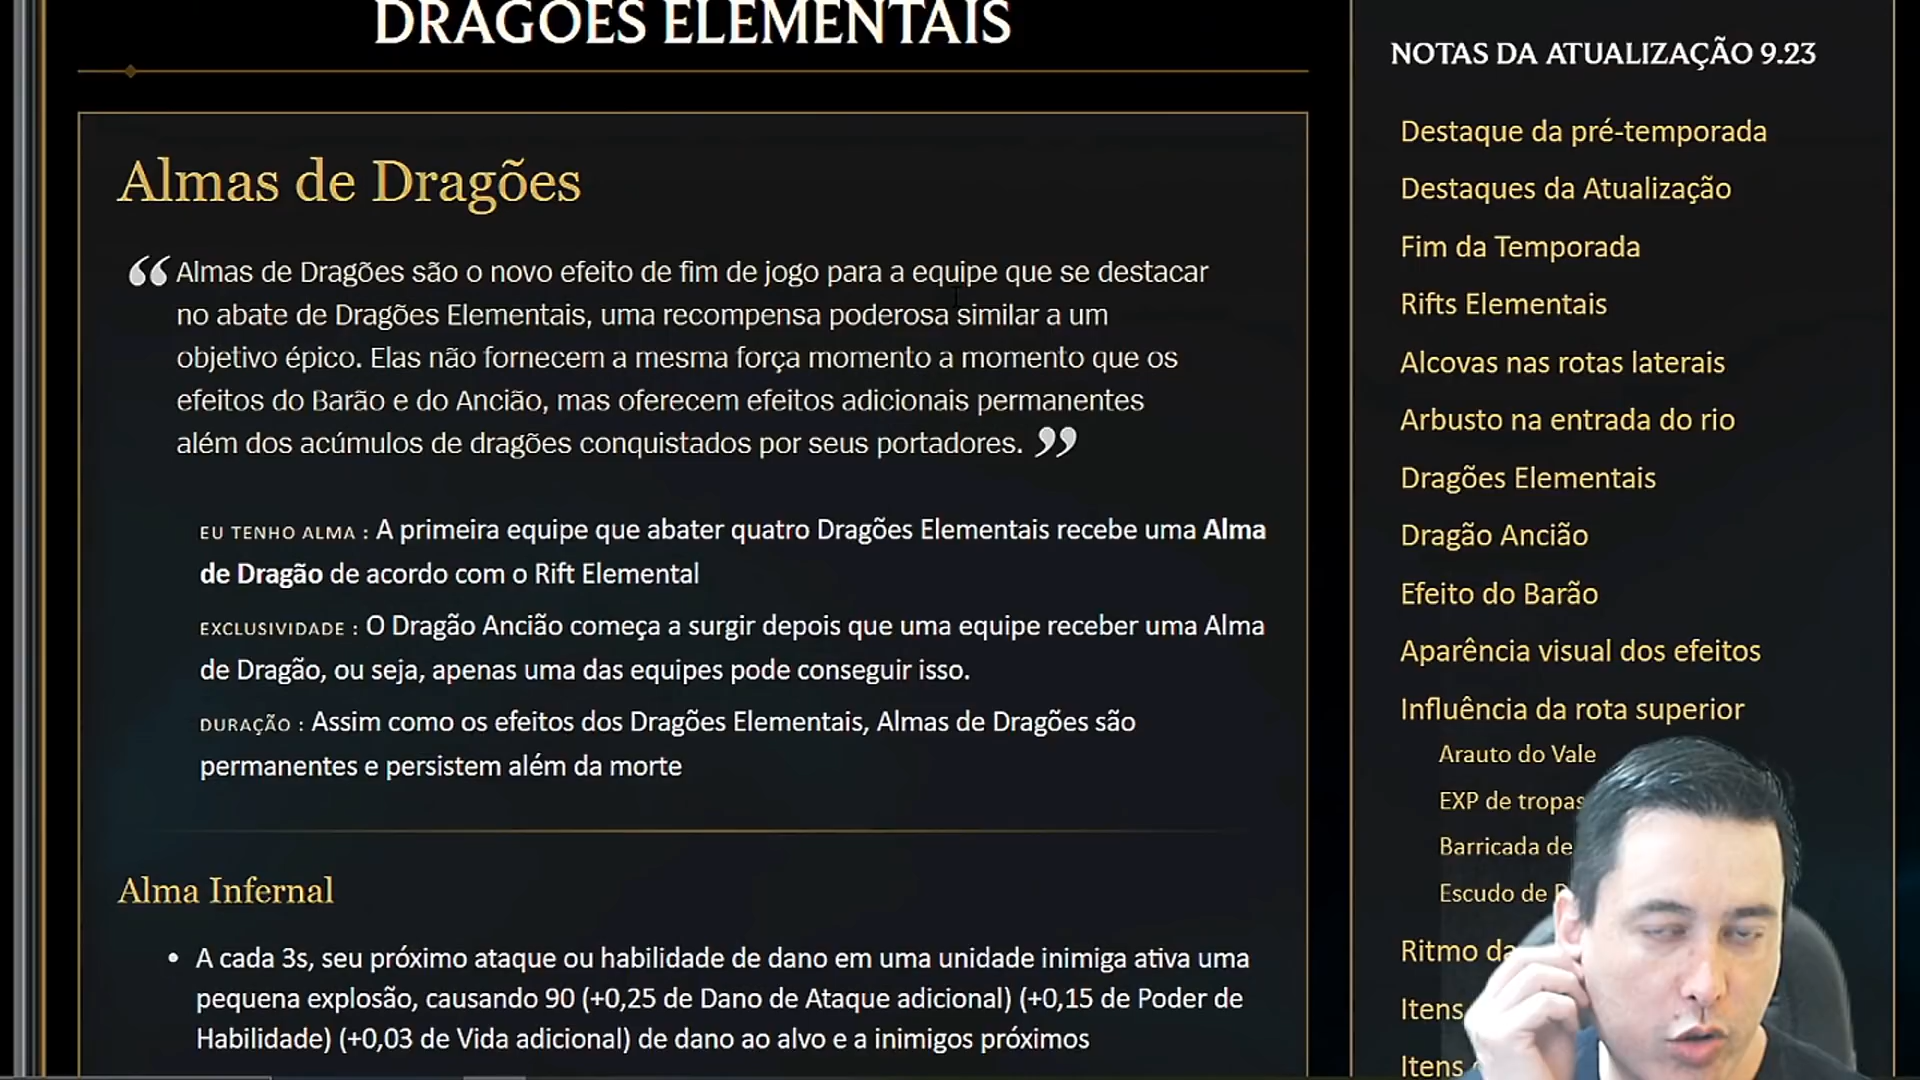 DRAGÕES ELEMENTAIS
Almas de Dragões
“ Almas de Dragões são o novo efeito de fim de jogo para a equipe que se destacar
no abate de Dragões Elementais, uma recompensa poderosa similar a um
objetivo épico. Elas não fornecem a mesma força momento a momento que os
efeitos do Barão e do Ancião, mas oferecem efeitos adicionais permanentes
além dos acúmulos de dragões conquistados por seus portadores. ”
EU TENHO ALMA : A primeira equipe que abater quatro Dragões Elementais recebe uma Alma
de Dragão de acordo com o Rift Elemental
EXCLUSIVIDADE : O Dragão Ancião começa a surgir depois que uma equipe receber uma Alma
de Dragão, ou seja, apenas uma das equipes pode conseguir isso.
DURAÇÃO : Assim como os efeitos dos Dragões Elementais, Almas de Dragões são
permanentes e persistem além da morte
Alma Infernal
• A cada 3s, seu próximo ataque ou habilidade de dano em uma unidade inimiga ativa uma
pequena explosão, causando 90 (+0,25 de Dano de Ataque adicional) (+0,15 de Poder de
Habilidade) (+0,03 de Vida adicional) de dano ao alvo e a inimigos próximos
NOTAS DA ATUALIZAÇÃO 9.23
Destaque da pré-temporada
Destaques da Atualização
Fim da Temporada
Rifts Elementais
Alcovas nas rotas laterais
Arbusto na entrada do rio
Dragões Elementais
Dragão Ancião
Efeito do Barão
Aparência visual dos efeitos
Influência da rota superior
Arauto do Vale
EXP de tropas
Barricada de
Escudo de
Ritmo
Itens
Itens